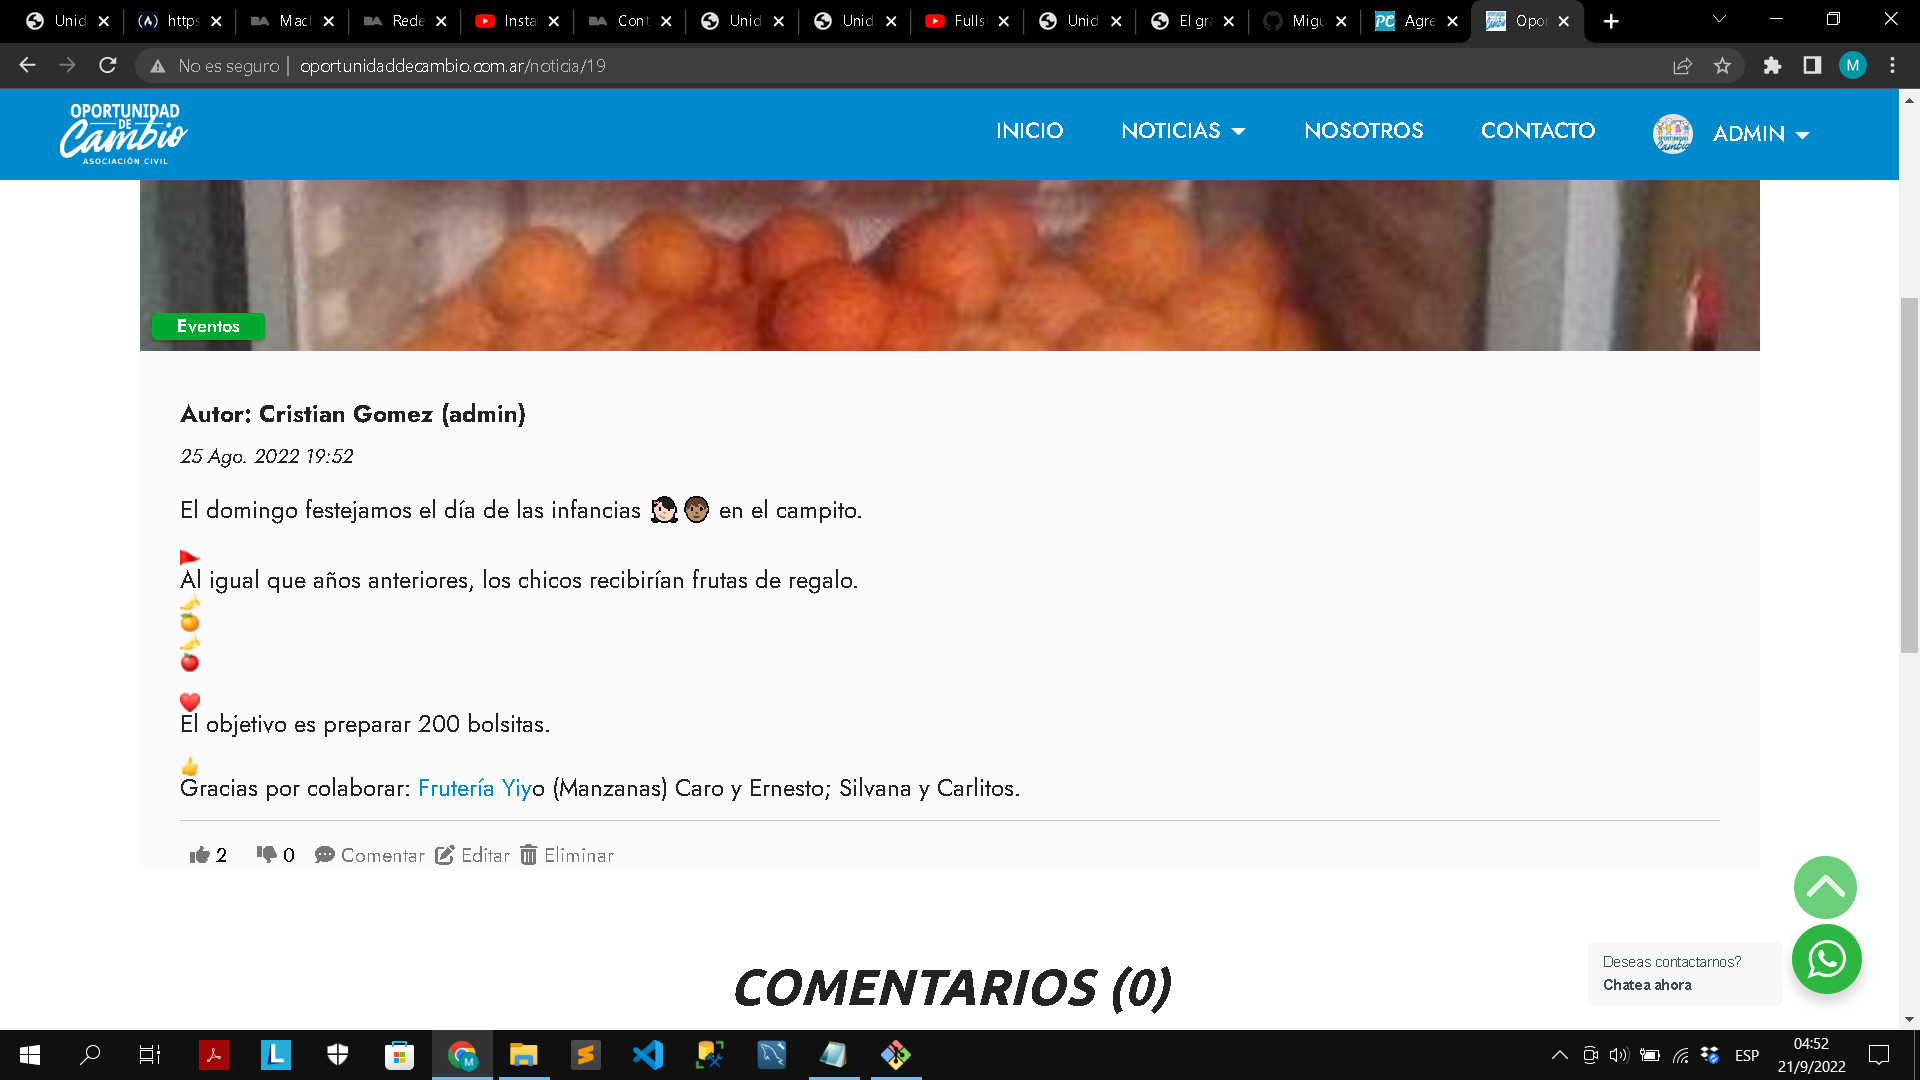 Unid
https
Mach
Rede
Insta
Cont
Unid
Unid
Fulls
Unid
El gra
Migu
PC Agre
Opor
No es seguro | oportunidaddecambio.com.ar/noticia/19
M
OPORTUNIDAD
DE
Cambio
ASOCIACIÓN CIVIL
INICIO NOTICIAS NOSOTROS CONTACTO ADMIN
Eventos
Autor: Cristian Gomez (admin)
25 Ago. 2022 19:52
El domingo festejamos el día de las infancias 👧🏻👦🏽 en el campito.
🚩
Al igual que años anteriores, los chicos recibirían frutas de regalo.
🍌
🍊
🍌
🍎
❤️
El objetivo es preparar 200 bolsitas.
👍
Gracias por colaborar: Frutería Yiyo (Manzanas) Caro y Ernesto; Silvana y Carlitos.
2 0 Comentar Editar Eliminar
COMENTARIOS (0)
Deseas contactarnos?
Chatea ahora
ESP
04:52
21/9/2022